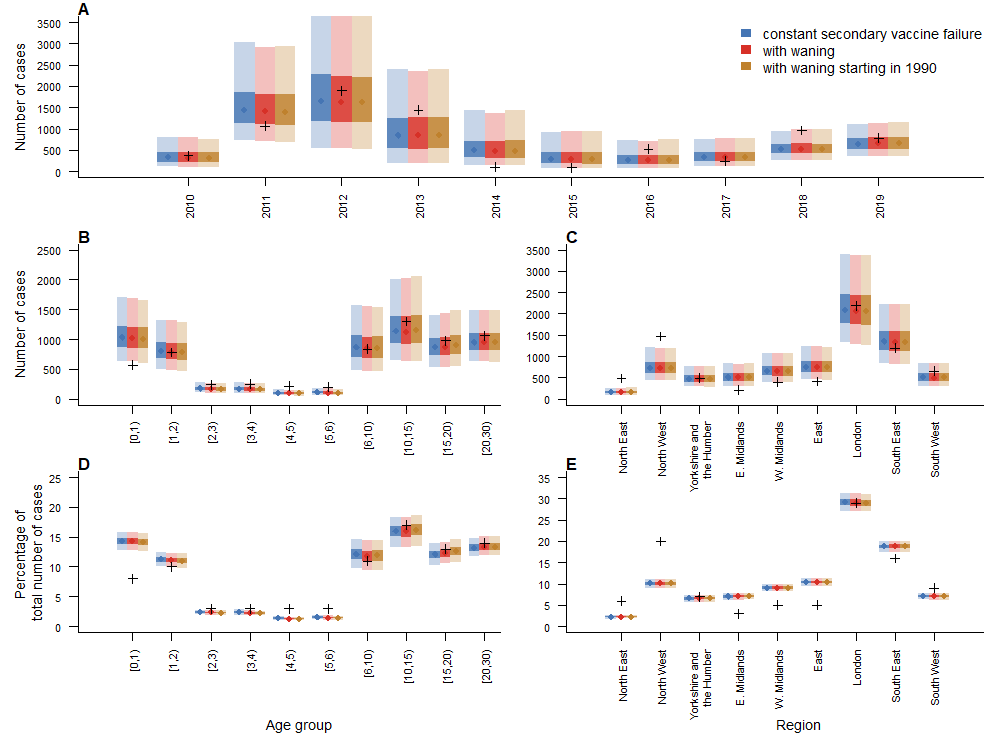 A
Number of cases
3500
3000
2500
2000
1500
1000
500
0
constant secondary vaccine failure
with waning
with waning starting in 1990
2010
2011
2012
2013
2014
2015
2016
2017
2018
2019
B
Number of cases
2500
2000
1500
1000
500
0
[0,1)
[1,2)
[2,3)
[3,4)
[4,5)
[5,6)
[6,10)
[10,15)
[15,20)
[20,30)
C
3500
3000
2500
2000
1500
1000
500
0
North East
North West
Yorkshire and
the Humber
E. Midlands
W. Midlands
East
London
South East
South West
D
Percentage of
total number of cases
25
20
15
10
5
0
[0,1)
[1,2)
[2,3)
[3,4)
[4,5)
[5,6)
[6,10)
[10,15)
[15,20)
[20,30)
Age group
E
35
30
25
20
15
10
5
0
North East
North West
Yorkshire and
the Humber
E. Midlands
W. Midlands
East
London
South East
South West
Region